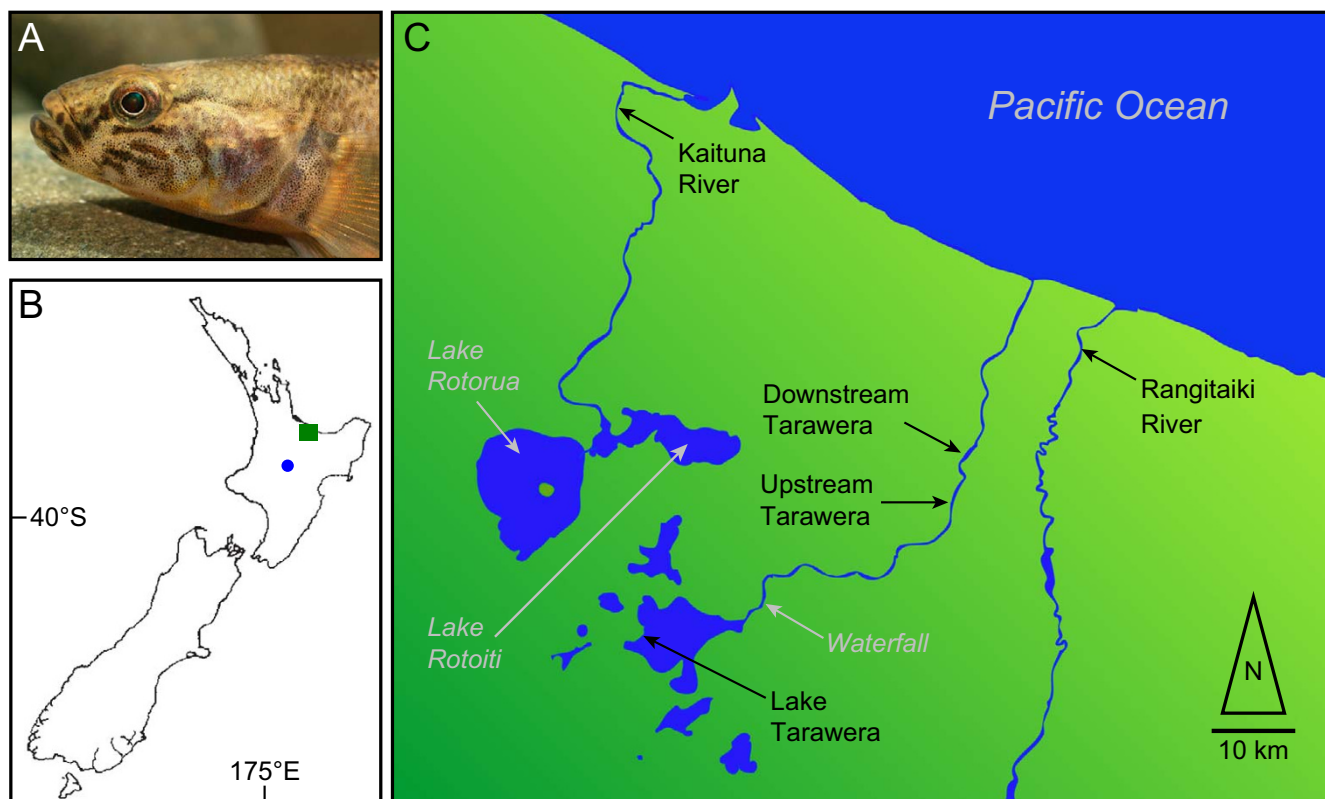 A
B
40°S
175°E
C
Pacific Ocean
Kaituna
River
Lake
Rotorua
Downstream
Tarawera
Rangitaiki
River
Upstream
Tarawera
Lake
Rotoiti
Waterfall
Lake
Tarawera
N
10 km